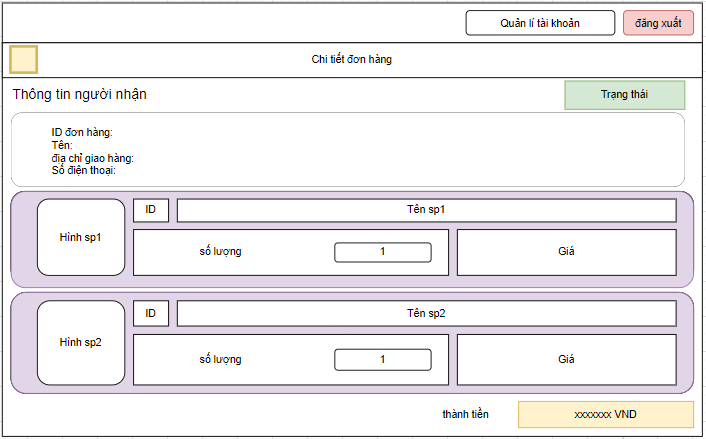 Quản lí tài khoản
đăng xuất
Chi tiết đơn hàng
Thông tin người nhận
Trạng thái
ID đơn hàng:
Tên:
địa chỉ giao hàng:
Số điện thoại:
ID
Tên sp1
Hình sp1
số lượng
1
Giá
ID
Tên sp2
Hình sp2
số lượng
1
Giá
thành tiền
xxxxxxx VND